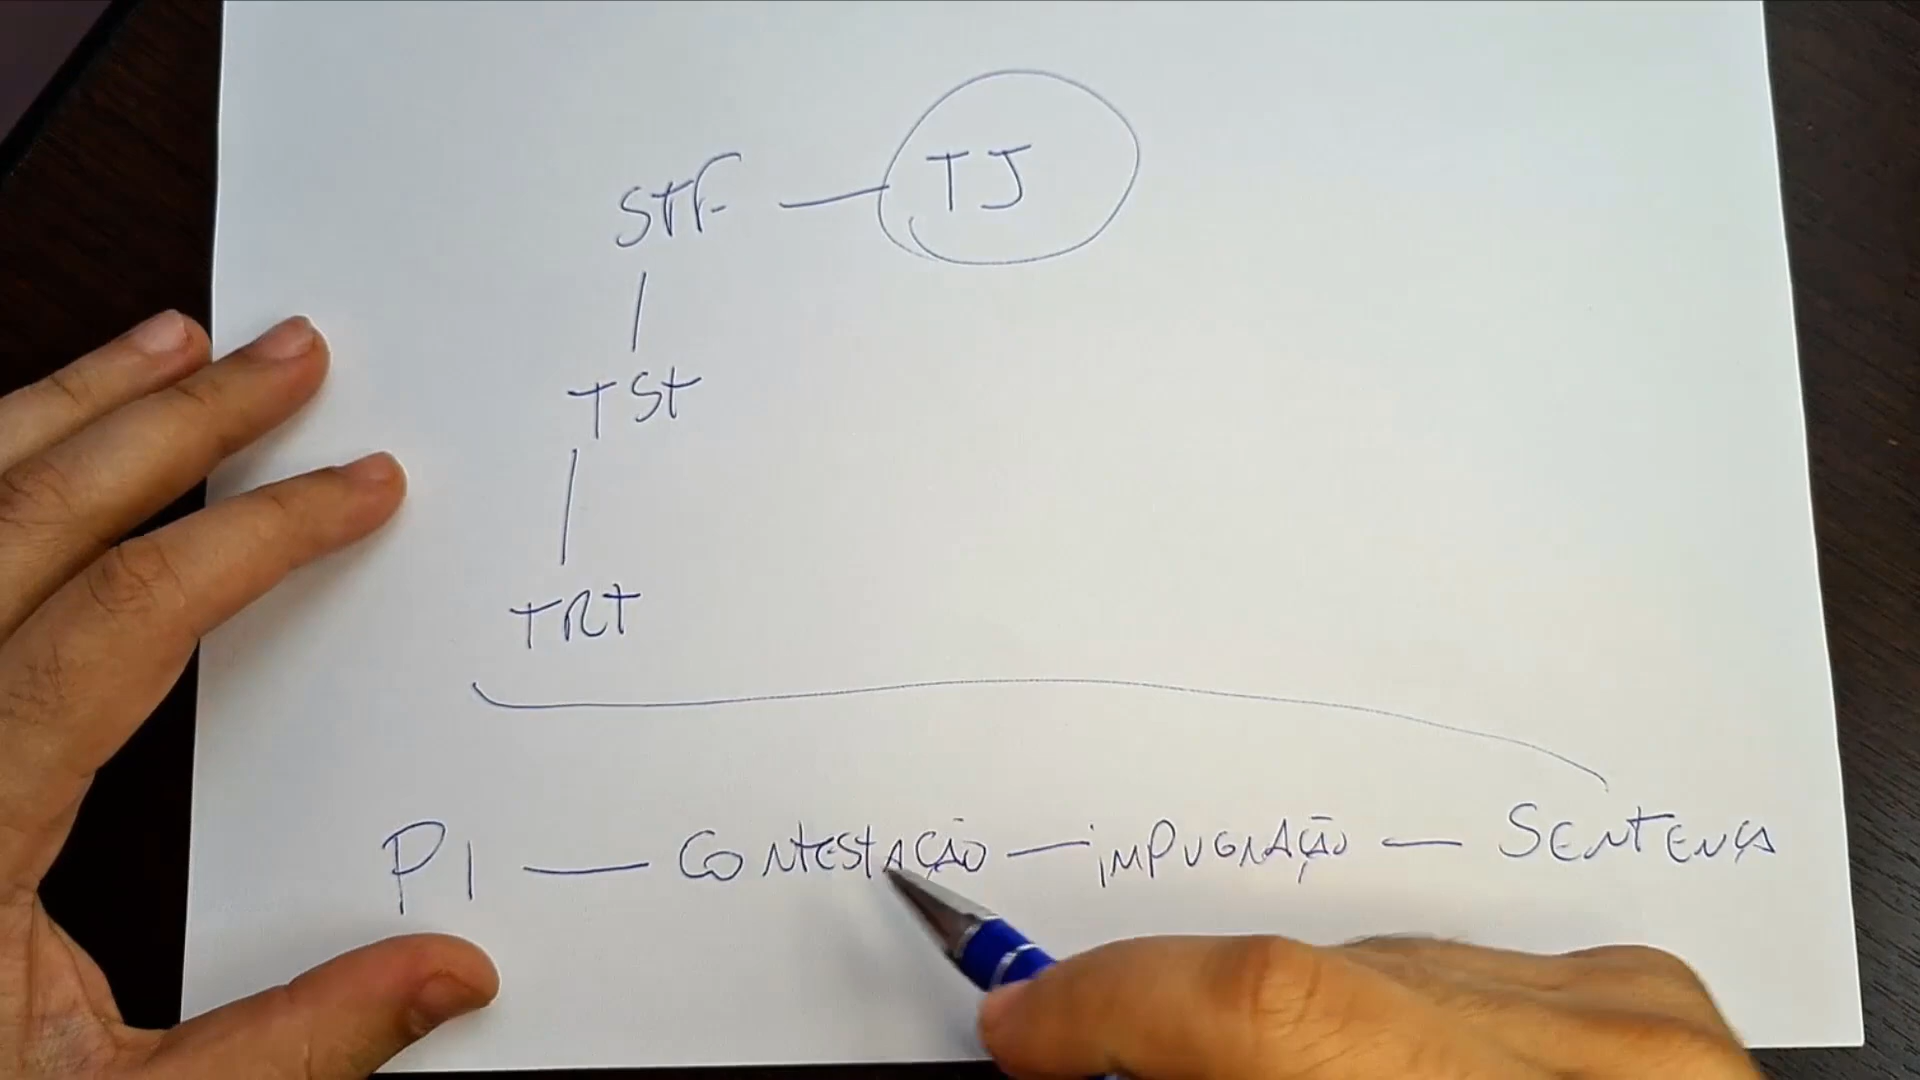 STF — TJ
TST
TRT
PI — CONTESTAÇÃO — iMPUGNAÇÃO — SENTENÇA